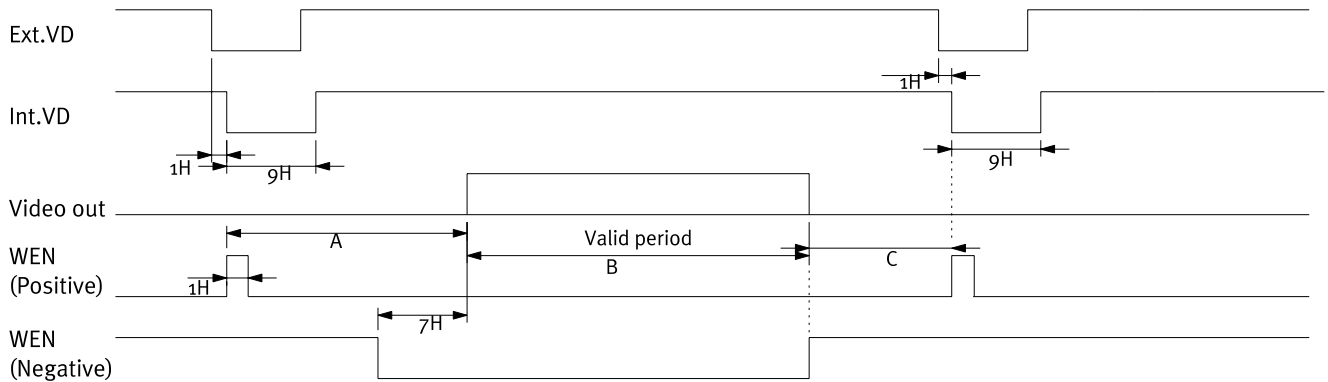 Ext.VD
1H
Int.VD
1H
9H
9H
Video out
A
Valid period
B
C
WEN
(Positive)
1H
7H
WEN
(Negative)